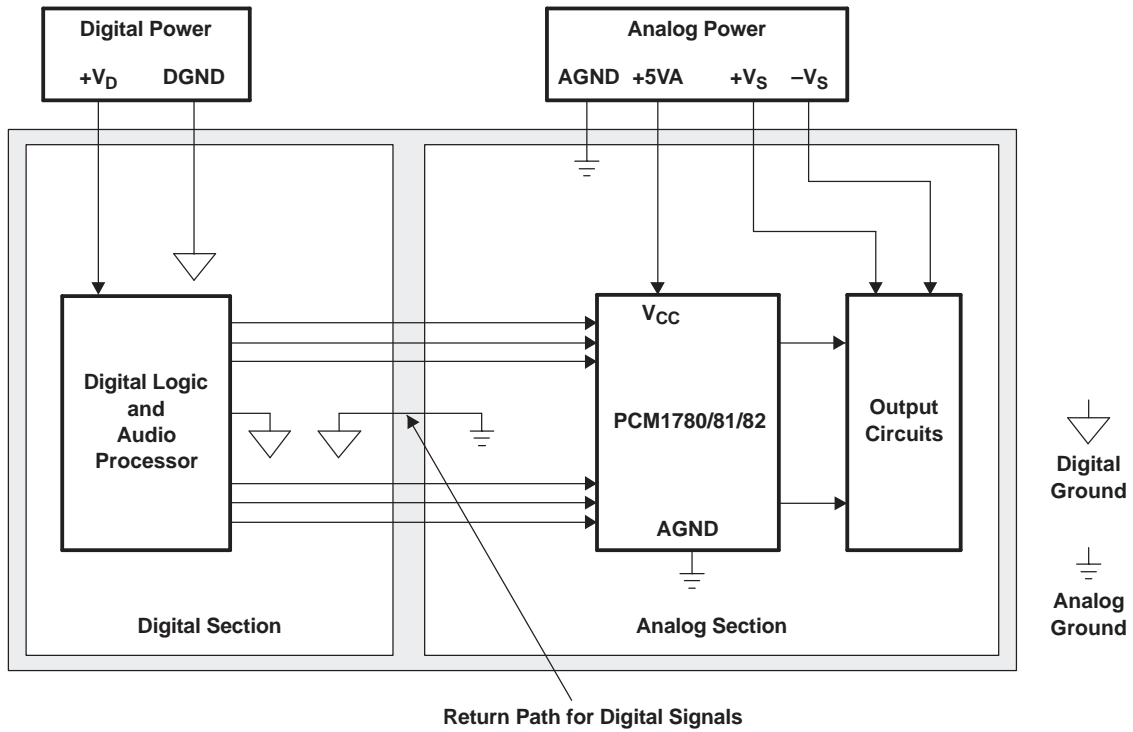 Digital Power
+VD DGND
Analog Power
AGND +5VA +VS –VS
Digital Logic
and
Audio
Processor
VCC
PCM1780/81/82
AGND
Output
Circuits
Digital
Ground
Analog
Ground
Digital Section
Analog Section
Return Path for Digital Signals